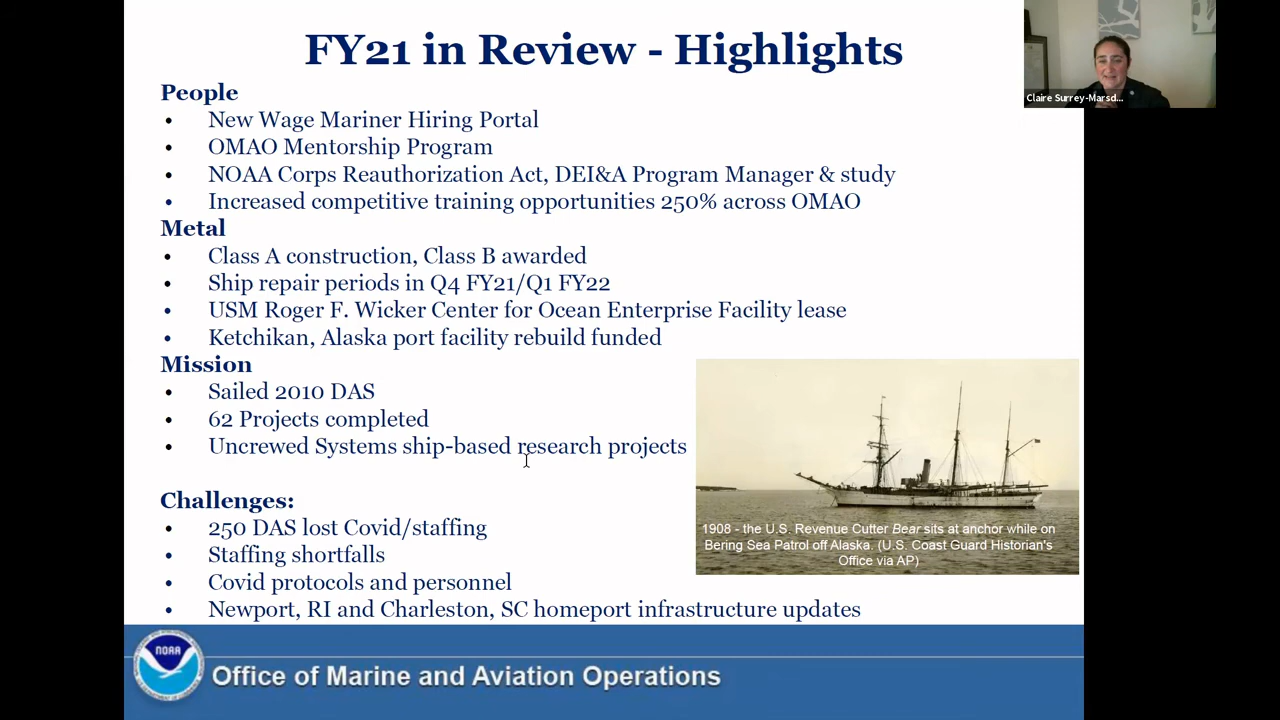 FY21 in Review - Highlights
Claire Surrey-Marsd...
People
• New Wage Mariner Hiring Portal
• OMAO Mentorship Program
• NOAA Corps Reauthorization Act, DEI&A Program Manager & study
• Increased competitive training opportunities 250% across OMAO
Metal
• Class A construction, Class B awarded
• Ship repair periods in Q4 FY21/Q1 FY22
• USM Roger F. Wicker Center for Ocean Enterprise Facility lease
• Ketchikan, Alaska port facility rebuild funded
Mission
• Sailed 2010 DAS
• 62 Projects completed
• Uncrewed Systems ship-based research projects
1908 - the U.S. Revenue Cutter Bear sits at anchor while on
Bering Sea Patrol off Alaska. (U.S. Coast Guard Historian's
Office via AP)
Challenges:
• 250 DAS lost Covid/staffing
• Staffing shortfalls
• Covid protocols and personnel
• Newport, RI and Charleston, SC homeport infrastructure updates
NOAA
Office of Marine and Aviation Operations